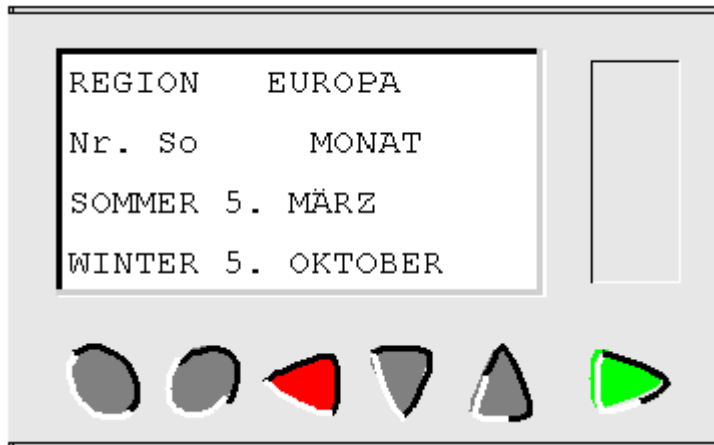 REGION EUROPA
Nr. So MONAT
SOMMER 5. MÄRZ
WINTER 5. OKTOBER